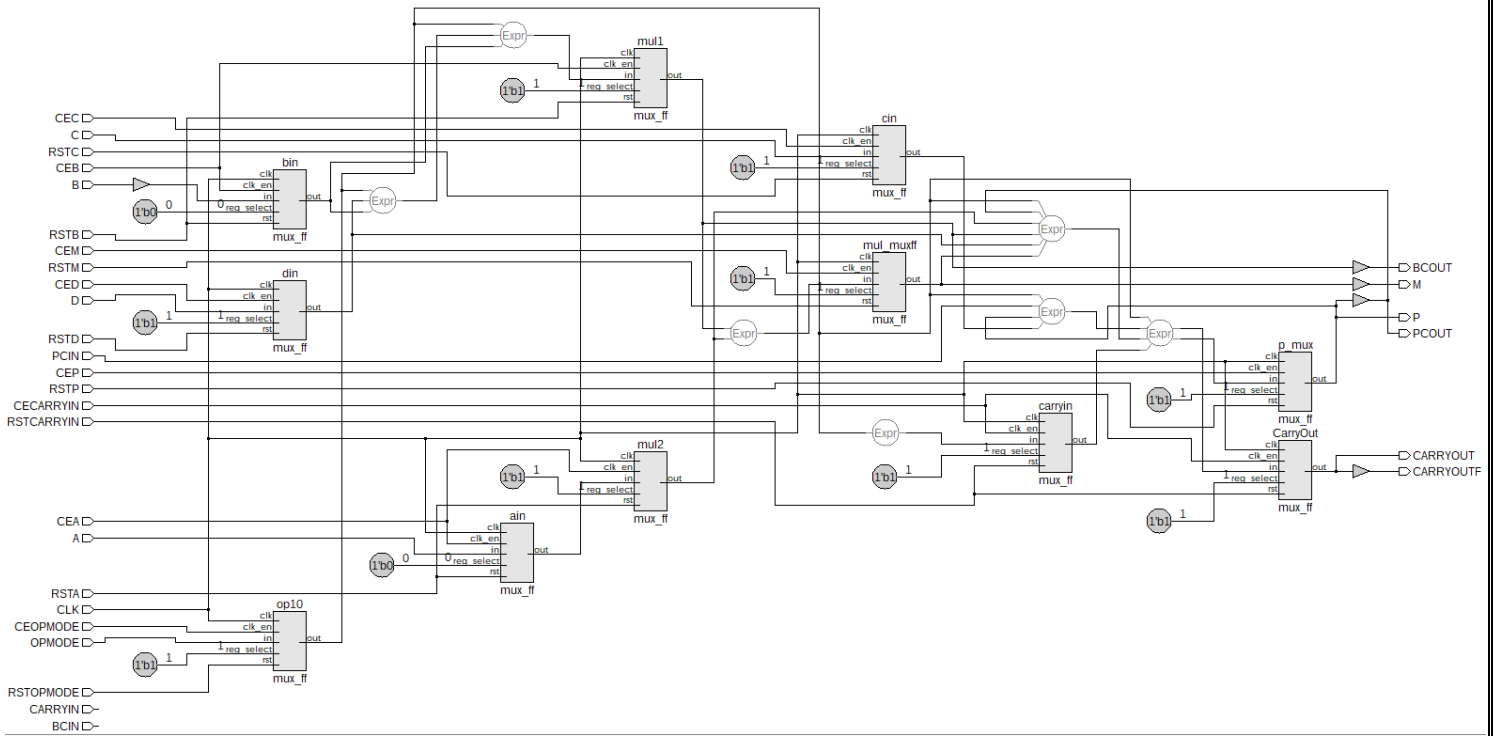 CEC
C
RSTC
CEB
B
RSTB
CEM
RSTM
CED
D
RSTD
PCIN
CEP
RSTP
CECARRYIN
RSTCARRYIN
CEA
A
RSTA
CLK
CEOPMODE
OPMODE
RSTOPMODE
CARRYIN
BCIN
bin
clk
clk_en
in
reg_select
rst
out
mux_ff
1'b0
0
0
din
clk
clk_en
in
reg_select
rst
out
mux_ff
1'b1
1
1
op10
clk
clk_en
in
reg_select
rst
out
mux_ff
1'b1
1
1
Expr
Expr
mul1
clk
clk_en
in
reg_select
rst
out
mux_ff
1'b1
1
1
mul2
clk
clk_en
in
reg_select
rst
out
mux_ff
1'b1
1
1
ain
clk
clk_en
in
reg_select
rst
out
mux_ff
1'b0
0
0
cin
clk
clk_en
in
reg_select
rst
out
mux_ff
1'b1
1
1
mul_muxff
clk
clk_en
in
reg_select
rst
out
mux_ff
1'b1
1
1
Expr
Expr
Expr
Expr
Expr
carryin
clk
clk_en
in
reg_select
rst
out
mux_ff
1'b1
1
1
p_mux
clk
clk_en
in
reg_select
rst
out
mux_ff
1'b1
1
1
CarryOut
clk
clk_en
in
reg_select
rst
out
mux_ff
1'b1
1
1
BCOUT
M
P
PCOUT
CARRYOUT
CARRYOUTF